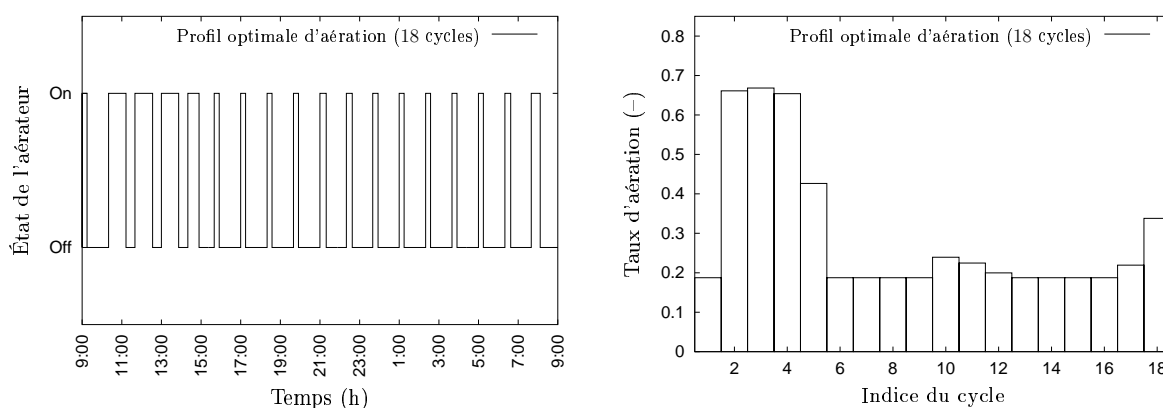 Profil optimale d'aération (18 cycles)
État de l'aérateur
On
Off
9:00 11:00 13:00 15:00 17:00 19:00 21:00 23:00 1:00 3:00 5:00 7:00 9:00
Temps (h)
Profil optimale d'aération (18 cycles)
Taux d'aération (–)
0.8
0.7
0.6
0.5
0.4
0.3
0.2
0.1
0
2 4 6 8 10 12 14 16 18
Indice du cycle